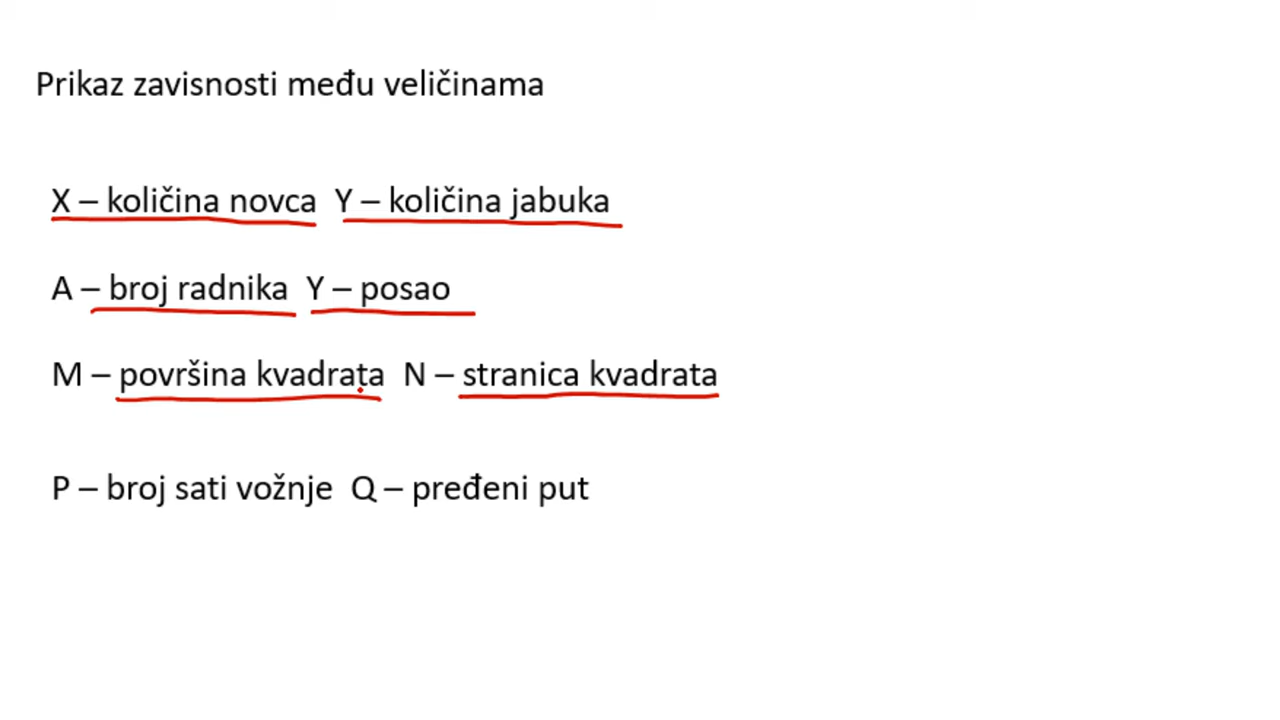 Prikaz zavisnosti među veličinama
X – količina novca Y – količina jabuka
A – broj radnika Y – posao
M – površina kvadrata N – stranica kvadrata
P – broj sati vožnje Q – pređeni put